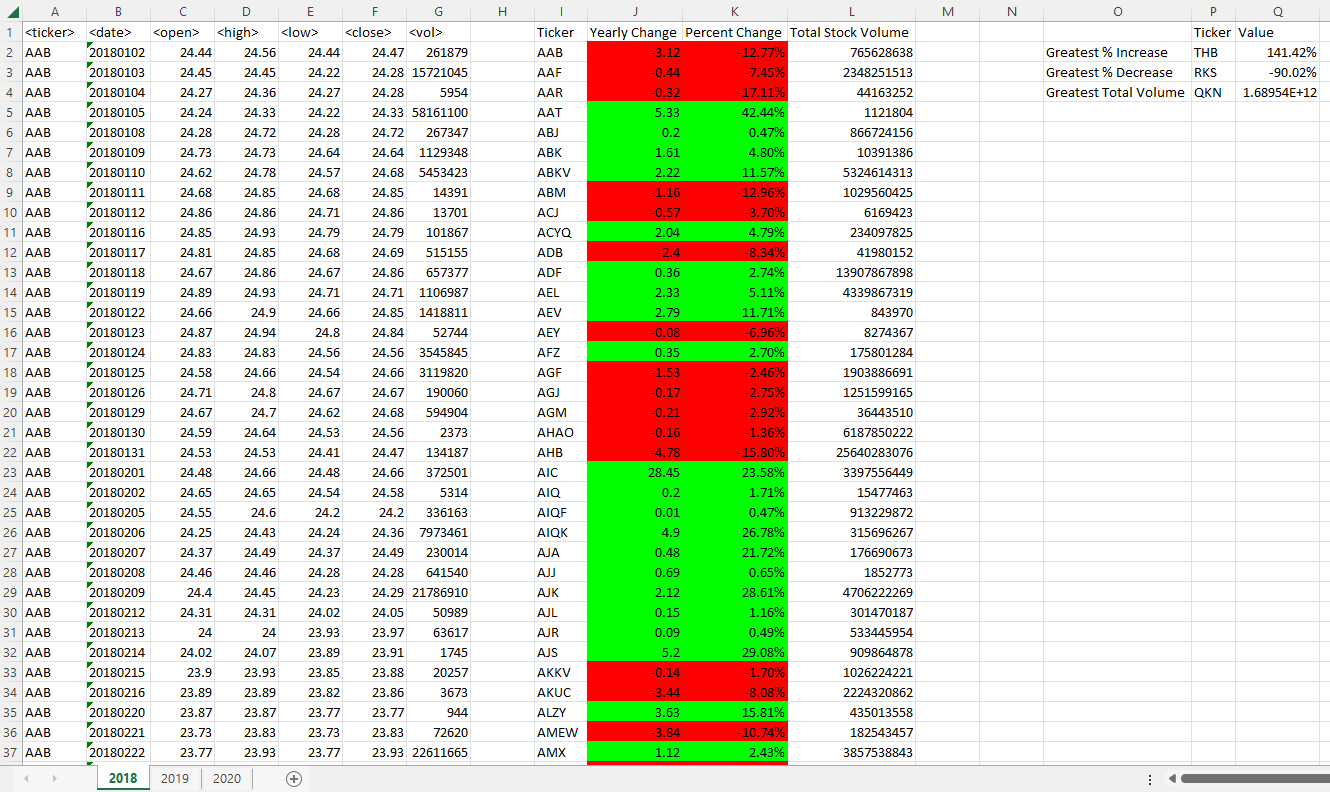 A B C D E F G H I J K L M N O P Q
1 <ticker> <date> <open> <high> <low> <close> <vol> Ticker Yearly Change Percent Change Total Stock Volume Ticker Value
2 AAB 20180102 24.44 24.56 24.44 24.47 261879 AAB -3.12 -12.77% 765628638 Greatest % Increase THB 141.42%
3 AAB 20180103 24.45 24.45 24.22 24.28 15721045 AAF -0.44 -7.45% 2348251513 Greatest % Decrease RKS -90.02%
4 AAB 20180104 24.27 24.36 24.27 24.28 5954 AAR -0.32 -17.11% 44163252 Greatest Total Volume QKN 1.68954E+12
5 AAB 20180105 24.24 24.33 24.22 24.33 58161100 AAT 5.33 42.44% 1121804
6 AAB 20180108 24.28 24.72 24.28 24.72 267347 ABJ 0.2 0.47% 866724156
7 AAB 20180109 24.73 24.73 24.64 24.64 1129348 ABK 1.61 4.80% 10391386
8 AAB 20180110 24.62 24.78 24.57 24.68 5453423 ABKV 2.22 11.57% 5324614313
9 AAB 20180111 24.68 24.85 24.68 24.85 14391 ABM -1.16 -12.96% 1029560425
10 AAB 20180112 24.86 24.86 24.71 24.86 13701 ACJ -0.57 -3.70% 6169423
11 AAB 20180116 24.85 24.93 24.79 24.79 101867 ACYQ 2.04 4.79% 234097825
12 AAB 20180117 24.81 24.85 24.68 24.69 515155 ADB -2.4 -8.34% 41980152
13 AAB 20180118 24.67 24.86 24.67 24.86 657377 ADF 0.36 2.74% 13907867898
14 AAB 20180119 24.89 24.93 24.71 24.71 1106987 AEL 2.33 5.11% 4339867319
15 AAB 20180122 24.66 24.9 24.66 24.85 1418811 AEV 2.79 11.71% 843970
16 AAB 20180123 24.87 24.94 24.8 24.84 52744 AEY -0.08 -6.96% 8274367
17 AAB 20180124 24.83 24.83 24.56 24.56 3545845 AFZ 0.35 2.70% 175801284
18 AAB 20180125 24.58 24.66 24.54 24.66 3119820 AGF -1.53 -2.46% 1903886691
19 AAB 20180126 24.71 24.8 24.67 24.67 190060 AGJ -0.17 -2.75% 1251599165
20 AAB 20180129 24.67 24.7 24.62 24.68 594904 AGM -0.21 -2.92% 36443510
21 AAB 20180130 24.59 24.64 24.53 24.56 2373 AHAO -0.16 -1.36% 6187850222
22 AAB 20180131 24.53 24.53 24.41 24.47 134187 AHB -4.78 -15.80% 25640283076
23 AAB 20180201 24.48 24.66 24.48 24.66 372501 AIC 28.45 23.58% 3397556449
24 AAB 20180202 24.65 24.65 24.54 24.58 5314 AIQ 0.2 1.71% 15477463
25 AAB 20180205 24.55 24.6 24.2 24.2 336163 AIQF 0.01 0.47% 913229872
26 AAB 20180206 24.25 24.43 24.24 24.36 7973461 AIQK 4.9 26.78% 315696267
27 AAB 20180207 24.37 24.49 24.37 24.49 230014 AJA 0.48 21.72% 176690673
28 AAB 20180208 24.46 24.46 24.28 24.28 641540 AJJ 0.69 0.65% 1852773
29 AAB 20180209 24.4 24.45 24.23 24.29 21786910 AJK 2.12 28.61% 4706222269
30 AAB 20180212 24.31 24.31 24.02 24.05 50989 AJL 0.15 1.16% 301470187
31 AAB 20180213 24 24 23.93 23.97 63617 AJR 0.09 0.49% 533445954
32 AAB 20180214 24.02 24.07 23.89 23.91 1745 AJS 5.2 29.08% 909864878
33 AAB 20180215 23.9 23.93 23.85 23.88 20257 AKKV -0.14 -1.70% 1026224221
34 AAB 20180216 23.89 23.89 23.82 23.86 3673 AKUC -3.44 -8.08% 2224320862
35 AAB 20180220 23.87 23.87 23.77 23.77 944 ALZY 3.63 15.81% 435013558
36 AAB 20180221 23.73 23.83 23.73 23.83 72620 AMEW -3.84 -10.74% 182543457
37 AAB 20180222 23.77 23.93 23.77 23.93 22611665 AMX 1.12 2.43% 3857538843
2018 2019 2020